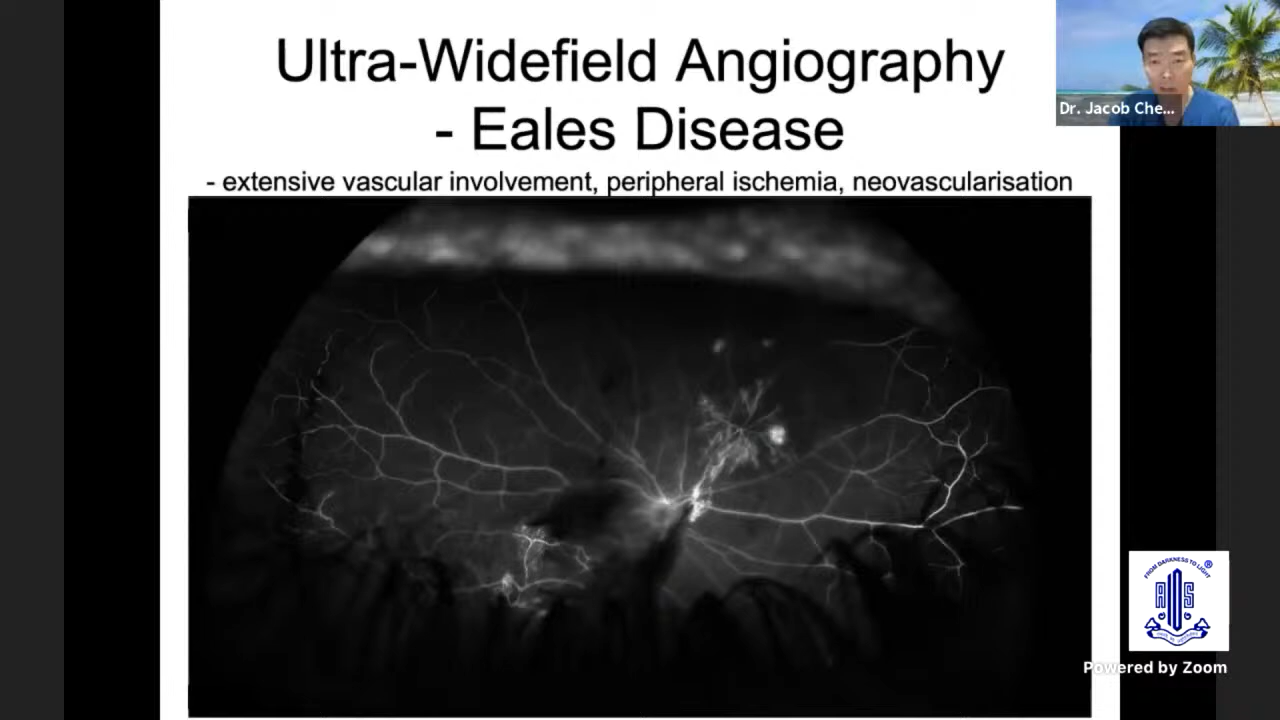 Ultra-Widefield Angiography
- Eales Disease
- extensive vascular involvement, peripheral ischemia, neovascularisation
Dr. Jacob Che...
FROM DARKNESS TO LIGHT
®
AIOS
Powered by Zoom